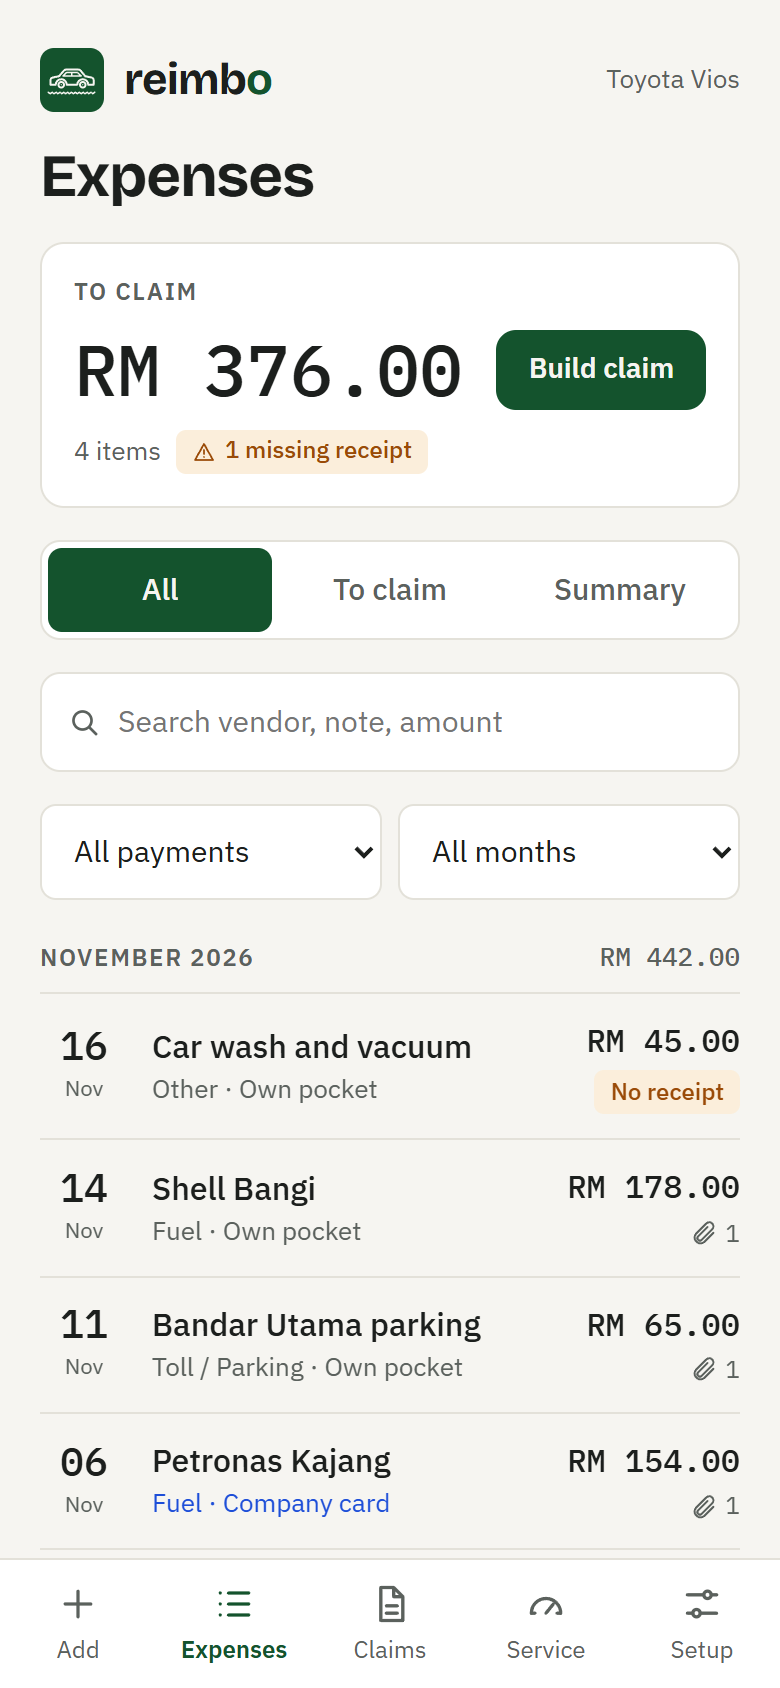 reimbo
Toyota Vios
Expenses
TO CLAIM
RM 376.00
Build claim
4 items
1 missing receipt
All
To claim
Summary
Search vendor, note, amount
All payments
All months
NOVEMBER 2026
RM 442.00
16 Nov
Car wash and vacuum
Other · Own pocket
RM 45.00
No receipt
14 Nov
Shell Bangi
Fuel · Own pocket
RM 178.00
1
11 Nov
Bandar Utama parking
Toll / Parking · Own pocket
RM 65.00
1
06 Nov
Petronas Kajang
Fuel · Company card
RM 154.00
1
Add
Expenses
Claims
Service
Setup